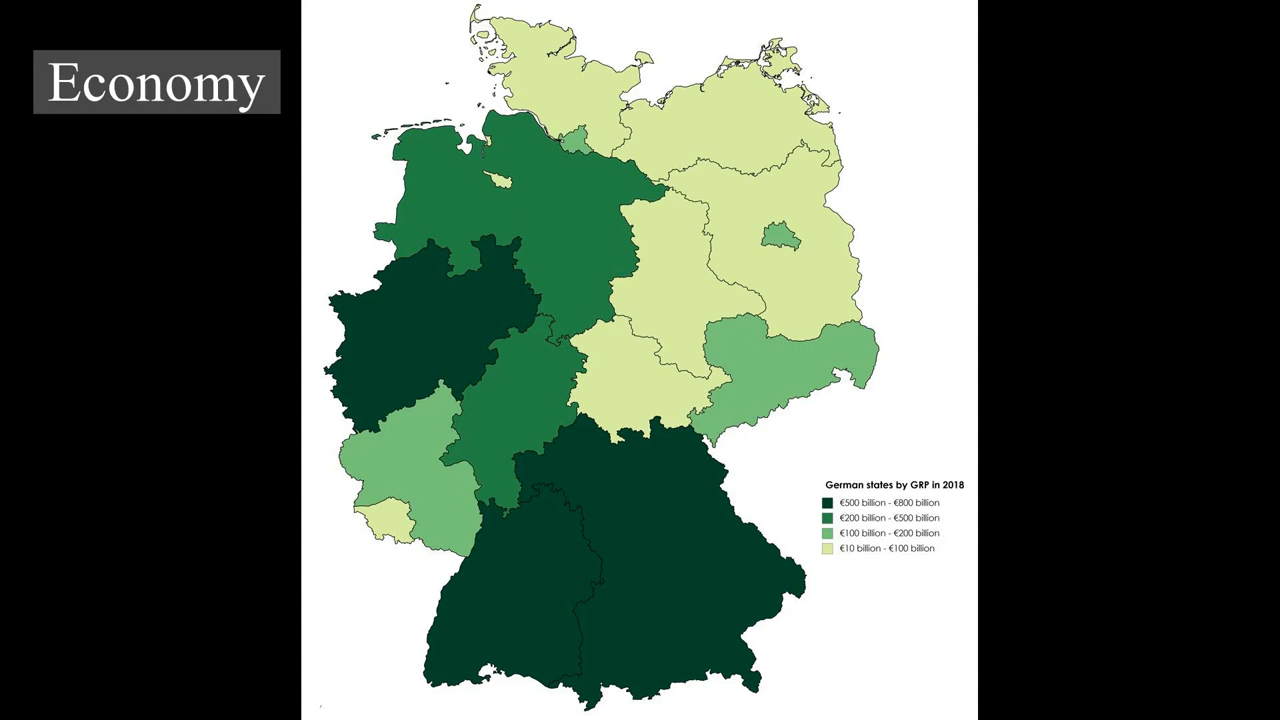 Economy
German states by GRP in 2018
€500 billion - €800 billion
€200 billion - €500 billion
€100 billion - €200 billion
€10 billion - €100 billion